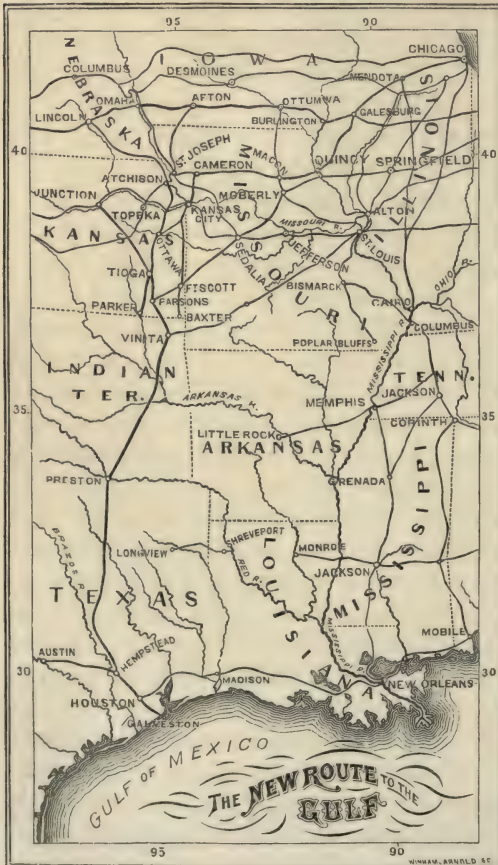 95 90
CHICAGO
IOWA
NEBRASKA
COLUMBUS
DESMOINES
MENDOTA
OMAHA
AFTON
OTTUMWA
LINCOLN
BURLINGTON
GALESBURG
ILLINOIS
40 40
ST. JOSEPH
MACON
ATCHISON
CAMERON
QUINCY
SPRINGFIELD
JUNCTION
MOBERLY
TOPEKA
KANSAS
CITY
MISSOURI R.
ALTON
KANSAS
OTTAWA
SEDALIA
JEFFERSON
ST. LOUIS
OHIO R.
MISSOURI
TIOGA
FT SCOTT
BISMARCK
PARKER
PARSONS
CAIRO
BAXTER
COLUMBUS
VINITA
POPLAR BLUFFS
MISSISSIPPI R.
INDIAN
TER.
TENN.
ARKANSAS R.
MEMPHIS
JACKSON
35 35
LITTLE ROCK
ARKANSAS
CORINTH
PRESTON
GRENADA
MISSISSIPPI
BRAZOS R.
LONGVIEW
SHREVEPORT
RED R.
MONROE
JACKSON
TEXAS
LOUISIANA
MISSISSIPPI R.
MOBILE
AUSTIN
HEMPSTEAD
30 30
MADISON
NEW ORLEANS
HOUSTON
GALVESTON
GULF OF MEXICO
THE NEW ROUTE TO THE
GULF
95 90
WINHAM, ARNOLD